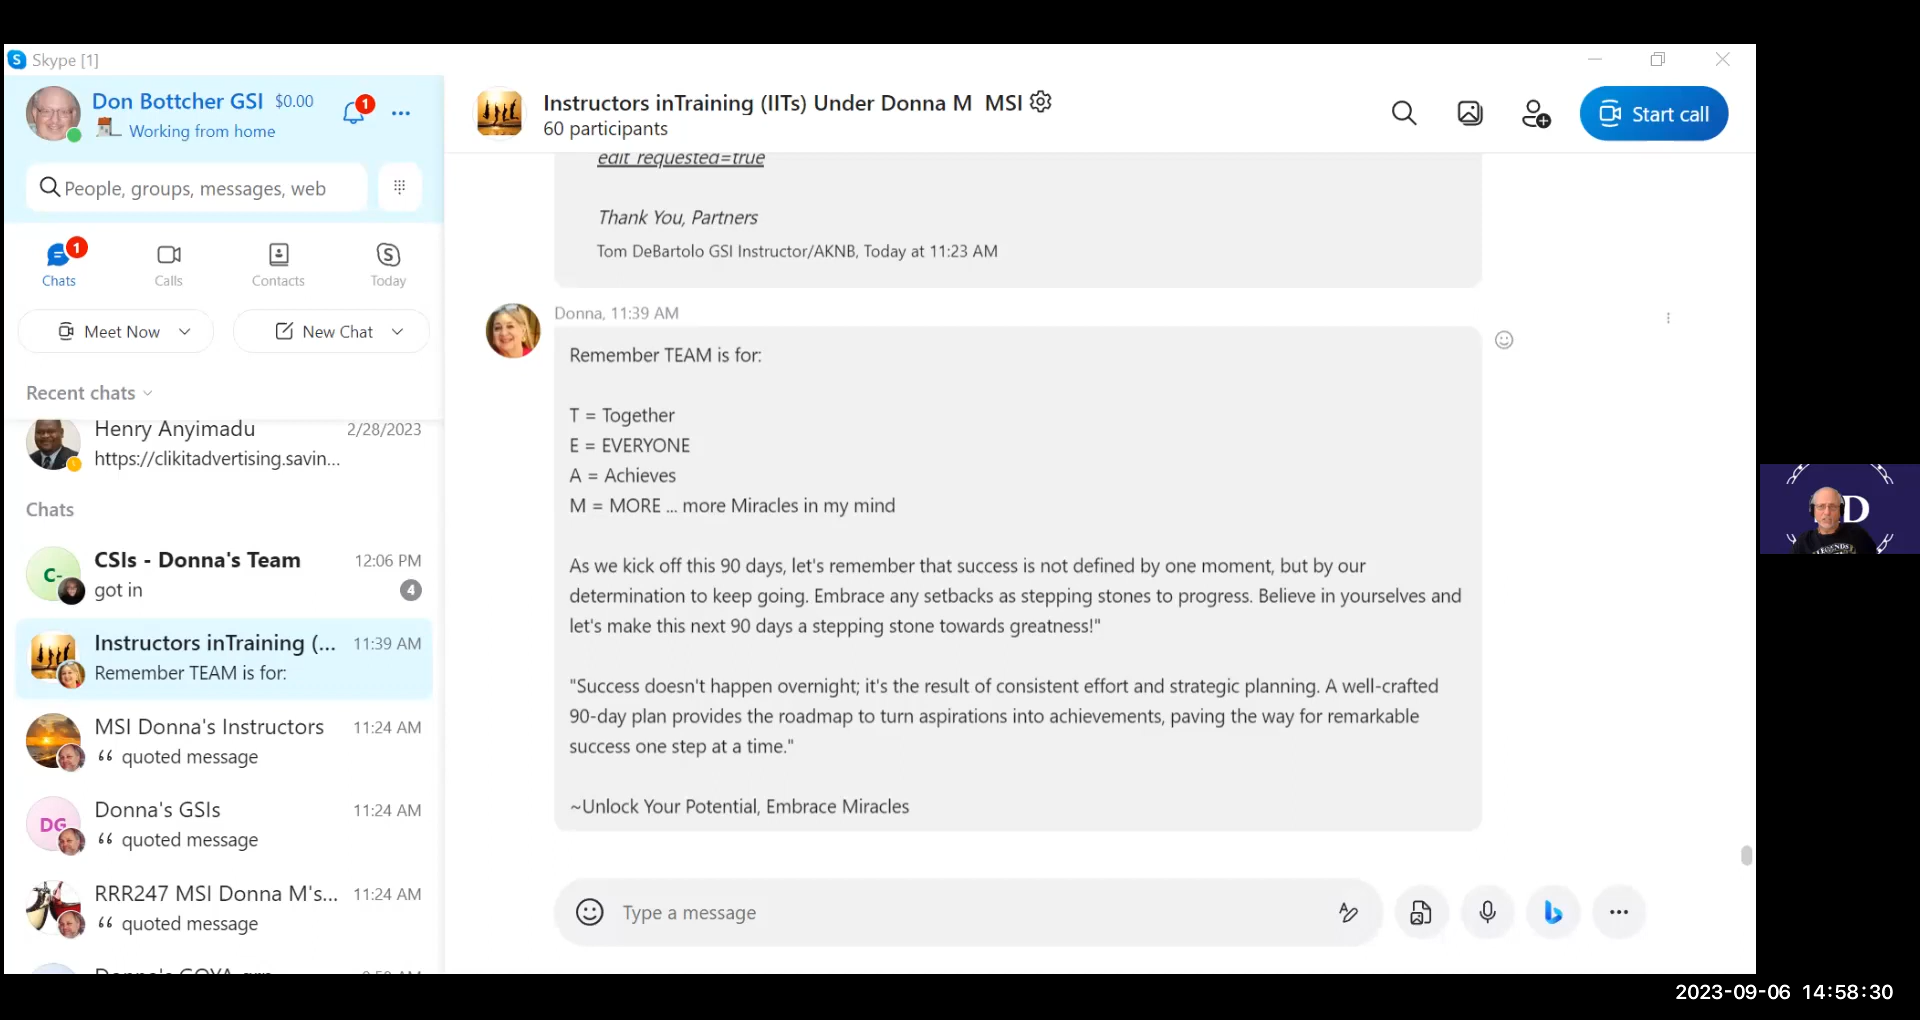 Skype [1]
Don Bottcher GSI $0.00
1
Working from home
People, groups, messages, web
1
Chats
Calls
Contacts
Today
Meet Now
New Chat
Recent chats
Henry Anyimadu 2/28/2023
https://clikitadvertising.savin...
Chats
C-
CSIs - Donna's Team 12:06 PM
got in 4
Instructors inTraining (... 11:39 AM
Remember TEAM is for:
MSI Donna's Instructors 11:24 AM
quoted message
DG
Donna's GSIs 11:24 AM
quoted message
RRR247 MSI Donna M's... 11:24 AM
quoted message
Instructors inTraining (IITs) Under Donna M MSI
60 participants
Start call
edit_requested=true
Thank You, Partners
Tom DeBartolo GSI Instructor/AKNB, Today at 11:23 AM
Donna, 11:39 AM
Remember TEAM is for:
T = Together
E = EVERYONE
A = Achieves
M = MORE ... more Miracles in my mind
As we kick off this 90 days, let's remember that success is not defined by one moment, but by our
determination to keep going. Embrace any setbacks as stepping stones to progress. Believe in yourselves and
let's make this next 90 days a stepping stone towards greatness!"
"Success doesn't happen overnight; it's the result of consistent effort and strategic planning. A well-crafted
90-day plan provides the roadmap to turn aspirations into achievements, paving the way for remarkable
success one step at a time."
~Unlock Your Potential, Embrace Miracles
Type a message
D
LEGENDS
2023-09-06 14:58:30